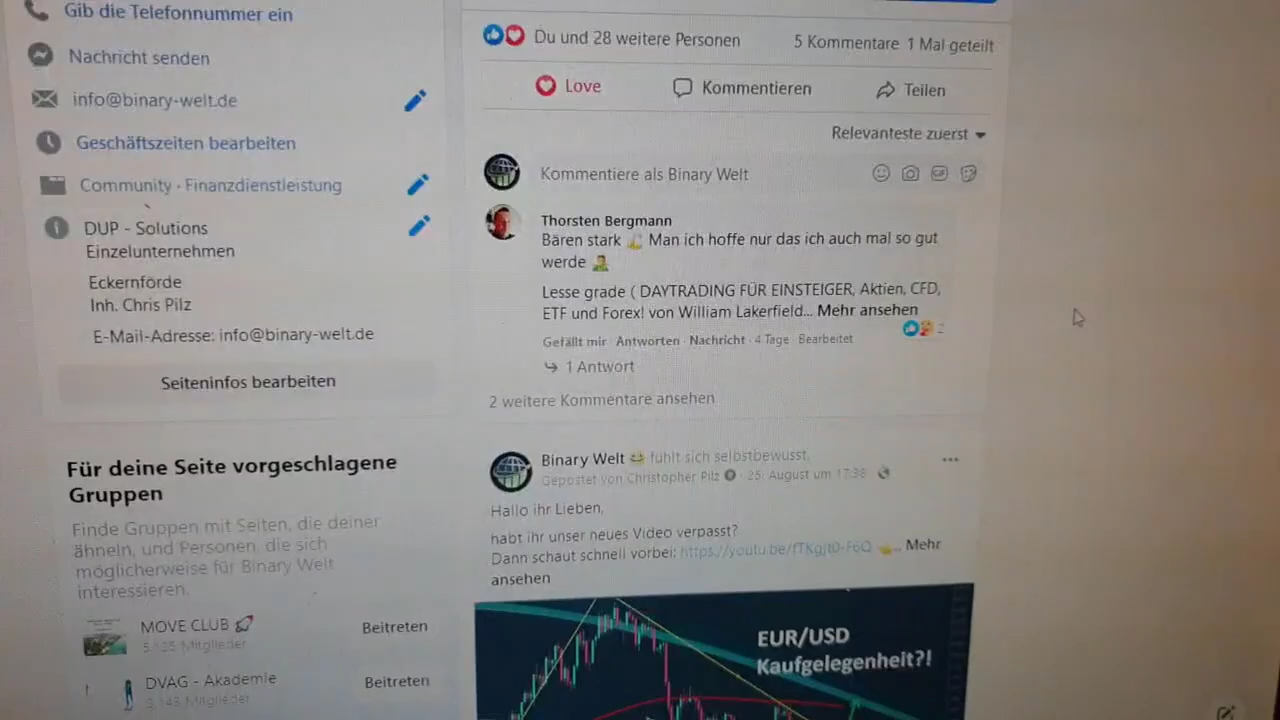 Gib die Telefonnummer ein
Nachricht senden
info@binary-welt.de
Geschäftszeiten bearbeiten
Community · Finanzdienstleistung
DUP - Solutions
Einzelunternehmen
Eckernförde
Inh. Chris Pilz
E-Mail-Adresse: info@binary-welt.de
Seiteninfos bearbeiten
Für deine Seite vorgeschlagene
Gruppen
Finde Gruppen mit Seiten, die deiner
ähneln, und Personen, die sich
möglicherweise für Binary Welt
interessieren.
MOVE CLUB
Mitglieder
Beitreten
DVAG - Akademie
Mitglieder
Beitreten
Du und 28 weitere Personen
5 Kommentare 1 Mal geteilt
Love
Kommentieren
Teilen
Relevanteste zuerst
Kommentiere als Binary Welt
GIF
Thorsten Bergmann
Bären stark Man ich hoffe nur das ich auch mal so gut
werde
Lesse grade ( DAYTRADING FÜR EINSTEIGER, Aktien, CFD,
ETF und Forex! von William Lakerfield... Mehr ansehen
2
Gefällt mir · Antworten · Nachricht · 4 Tage · Bearbeitet
1 Antwort
2 weitere Kommentare ansehen
Binary Welt fühlt sich selbstbewusst.
Gepostet von Christopher Pilz · 25. August um 17:38
Hallo ihr Lieben,
habt ihr unser neues Video verpasst?
Dann schaut schnell vorbei: ... Mehr
ansehen
EUR/USD
Kaufgelegenheit?!